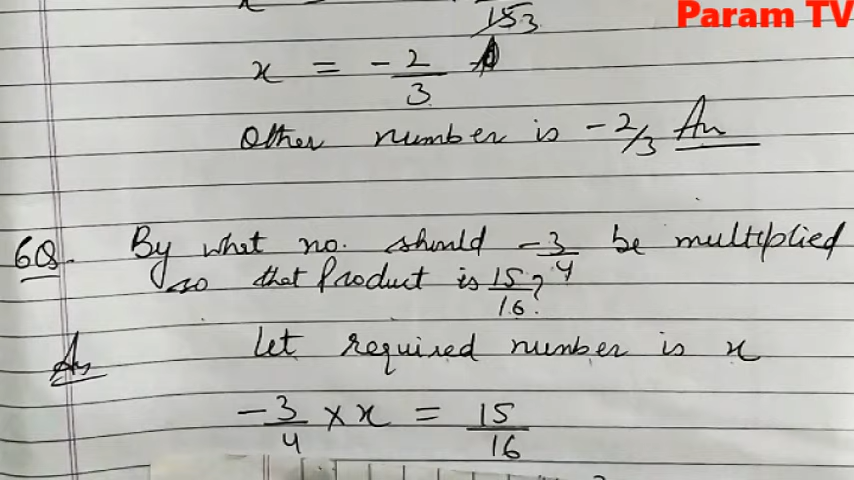 Param TV
x
153
x = -2/3
Other number is -2/3 An
6Q. By what no. should -3/4 be multiplied
so that Product is 15/16?
An Let required number is x
-3/4 × x = 15/16